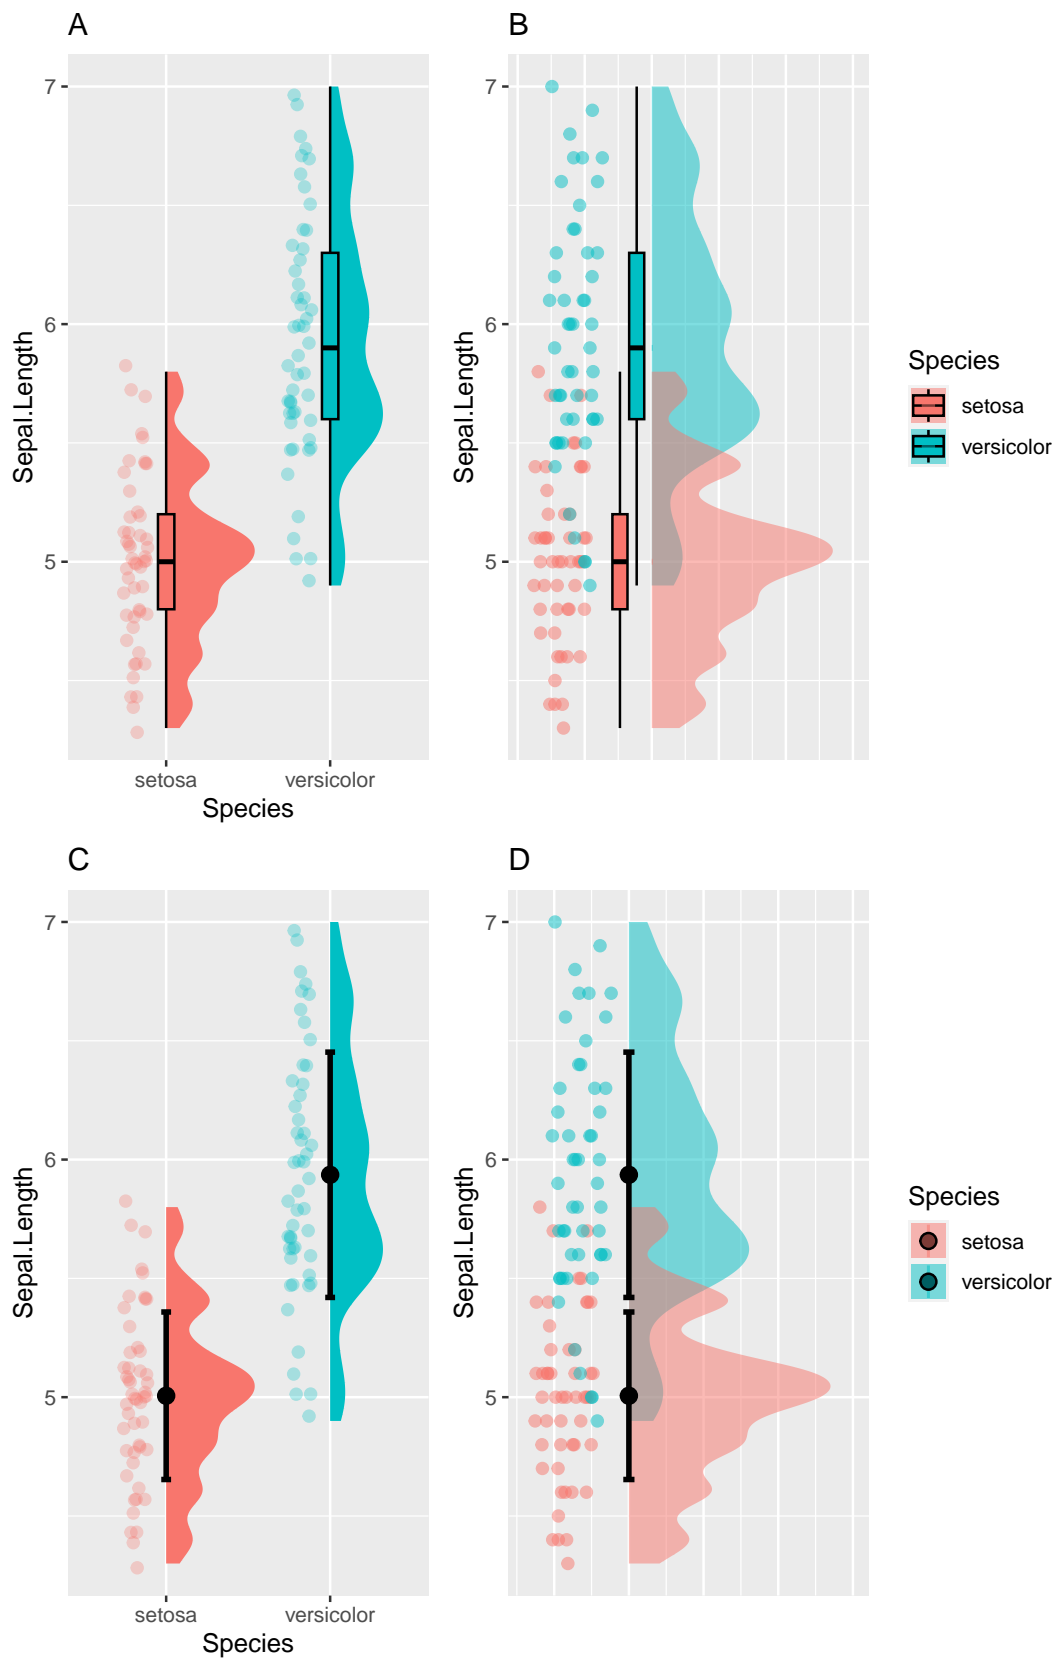 A
B
7
6
5
Sepal.Length
setosa
versicolor
Species
7
6
5
Sepal.Length
Species
setosa
versicolor
C
D
7
6
5
Sepal.Length
setosa
versicolor
Species
7
6
5
Sepal.Length
Species
setosa
versicolor